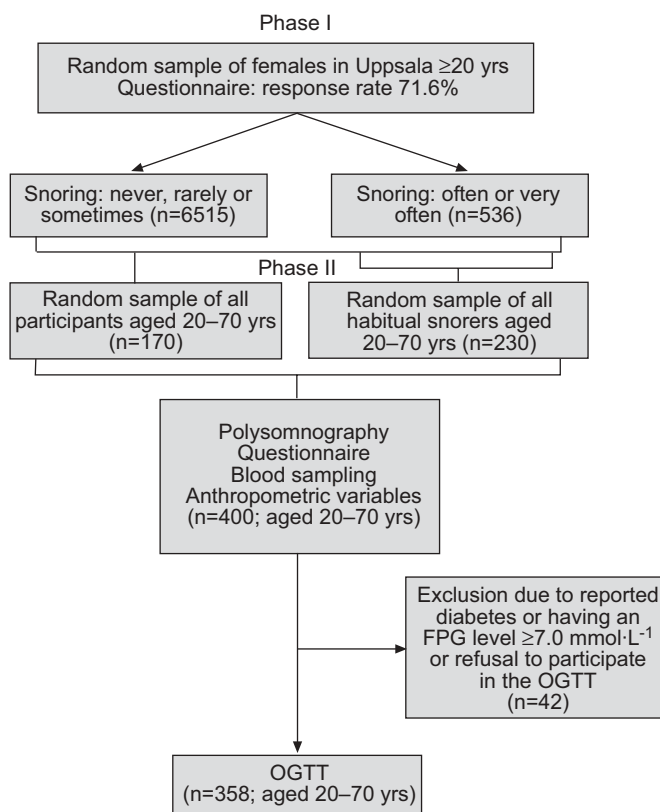 Phase I
Random sample of females in Uppsala ≥20 yrs
Questionnaire: response rate 71.6%
Snoring: never, rarely or
sometimes (n=6515)
Snoring: often or very
often (n=536)
Phase II
Random sample of all
participants aged 20–70 yrs
(n=170)
Random sample of all
habitual snorers aged
20–70 yrs (n=230)
Polysomnography
Questionnaire
Blood sampling
Anthropometric variables
(n=400; aged 20–70 yrs)
Exclusion due to reported
diabetes or having an
FPG level ≥7.0 mmol·L⁻¹
or refusal to participate
in the OGTT
(n=42)
OGTT
(n=358; aged 20–70 yrs)